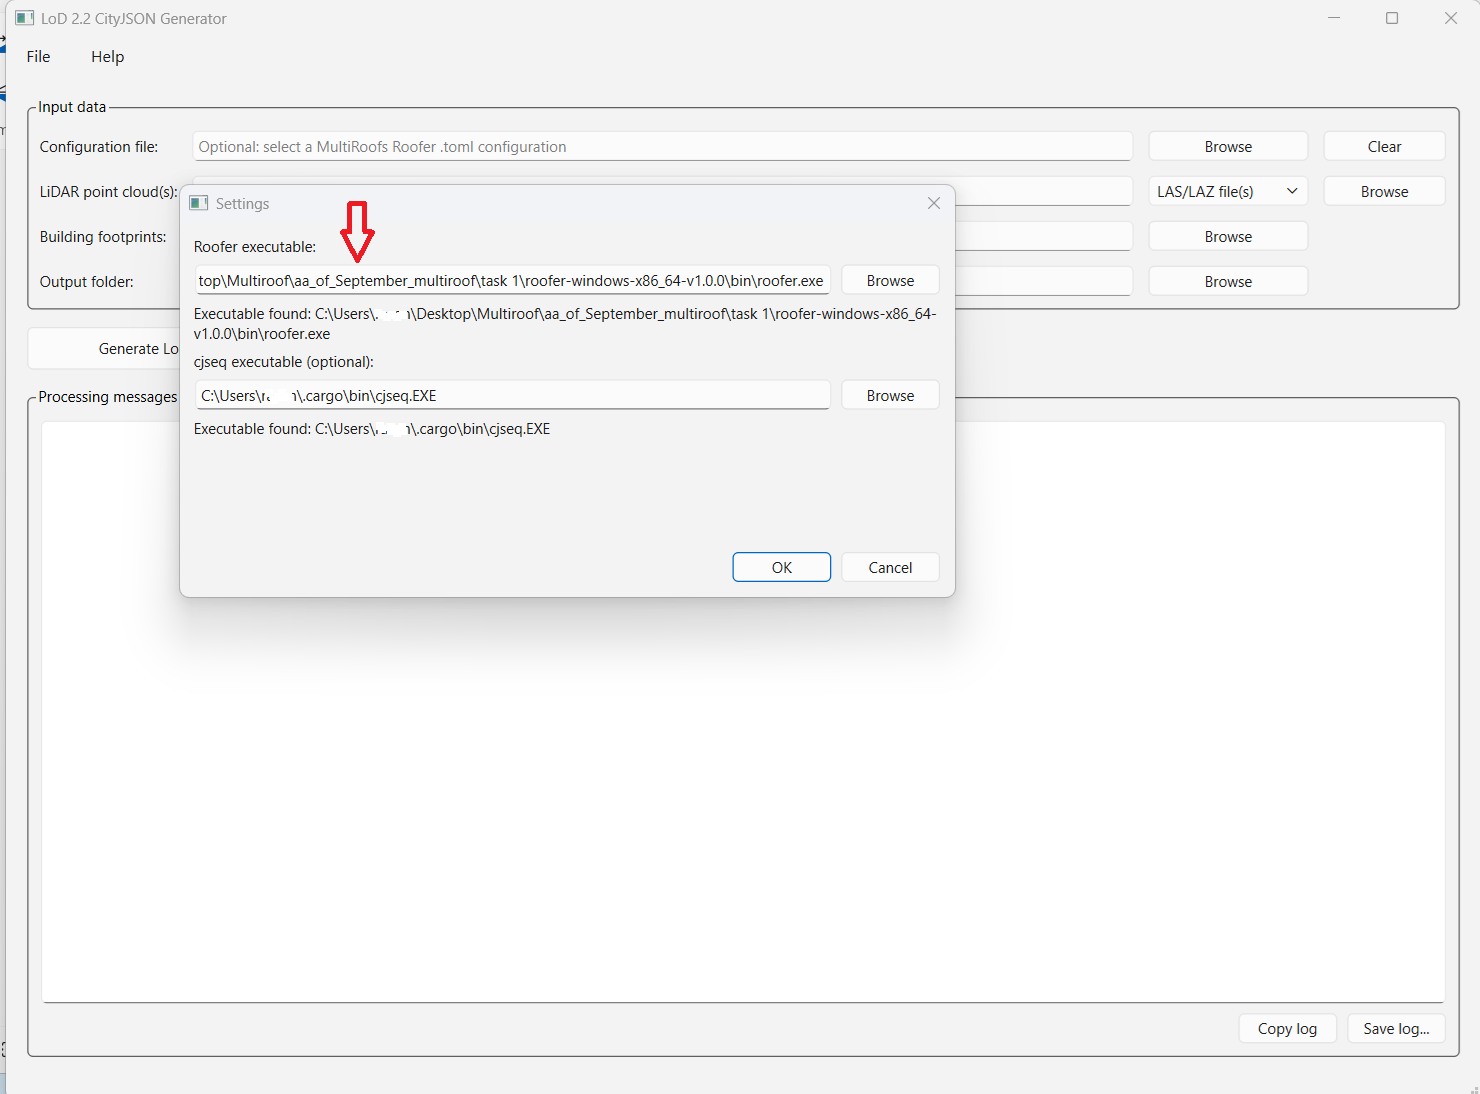 LoD 2.2 CityJSON Generator
File Help
Input data
Configuration file: Optional: select a MultiRoofs Roofer .toml configuration Browse Clear
LiDAR point cloud(s): LAS/LAZ file(s) Browse
Building footprints: Browse
Output folder: Browse
Generate Lo
Processing messages
Settings
Roofer executable:
top\Multiroof\aa_of_September_multiroof\task 1\roofer-windows-x86_64-v1.0.0\bin\roofer.exe Browse
Executable found: C:\Users\ \Desktop\Multiroof\aa_of_September_multiroof\task 1\roofer-windows-x86_64-
v1.0.0\bin\roofer.exe
cjseq executable (optional):
C:\Users\ \.cargo\bin\cjseq.EXE Browse
Executable found: C:\Users\ \.cargo\bin\cjseq.EXE
OK Cancel
Copy log Save log...